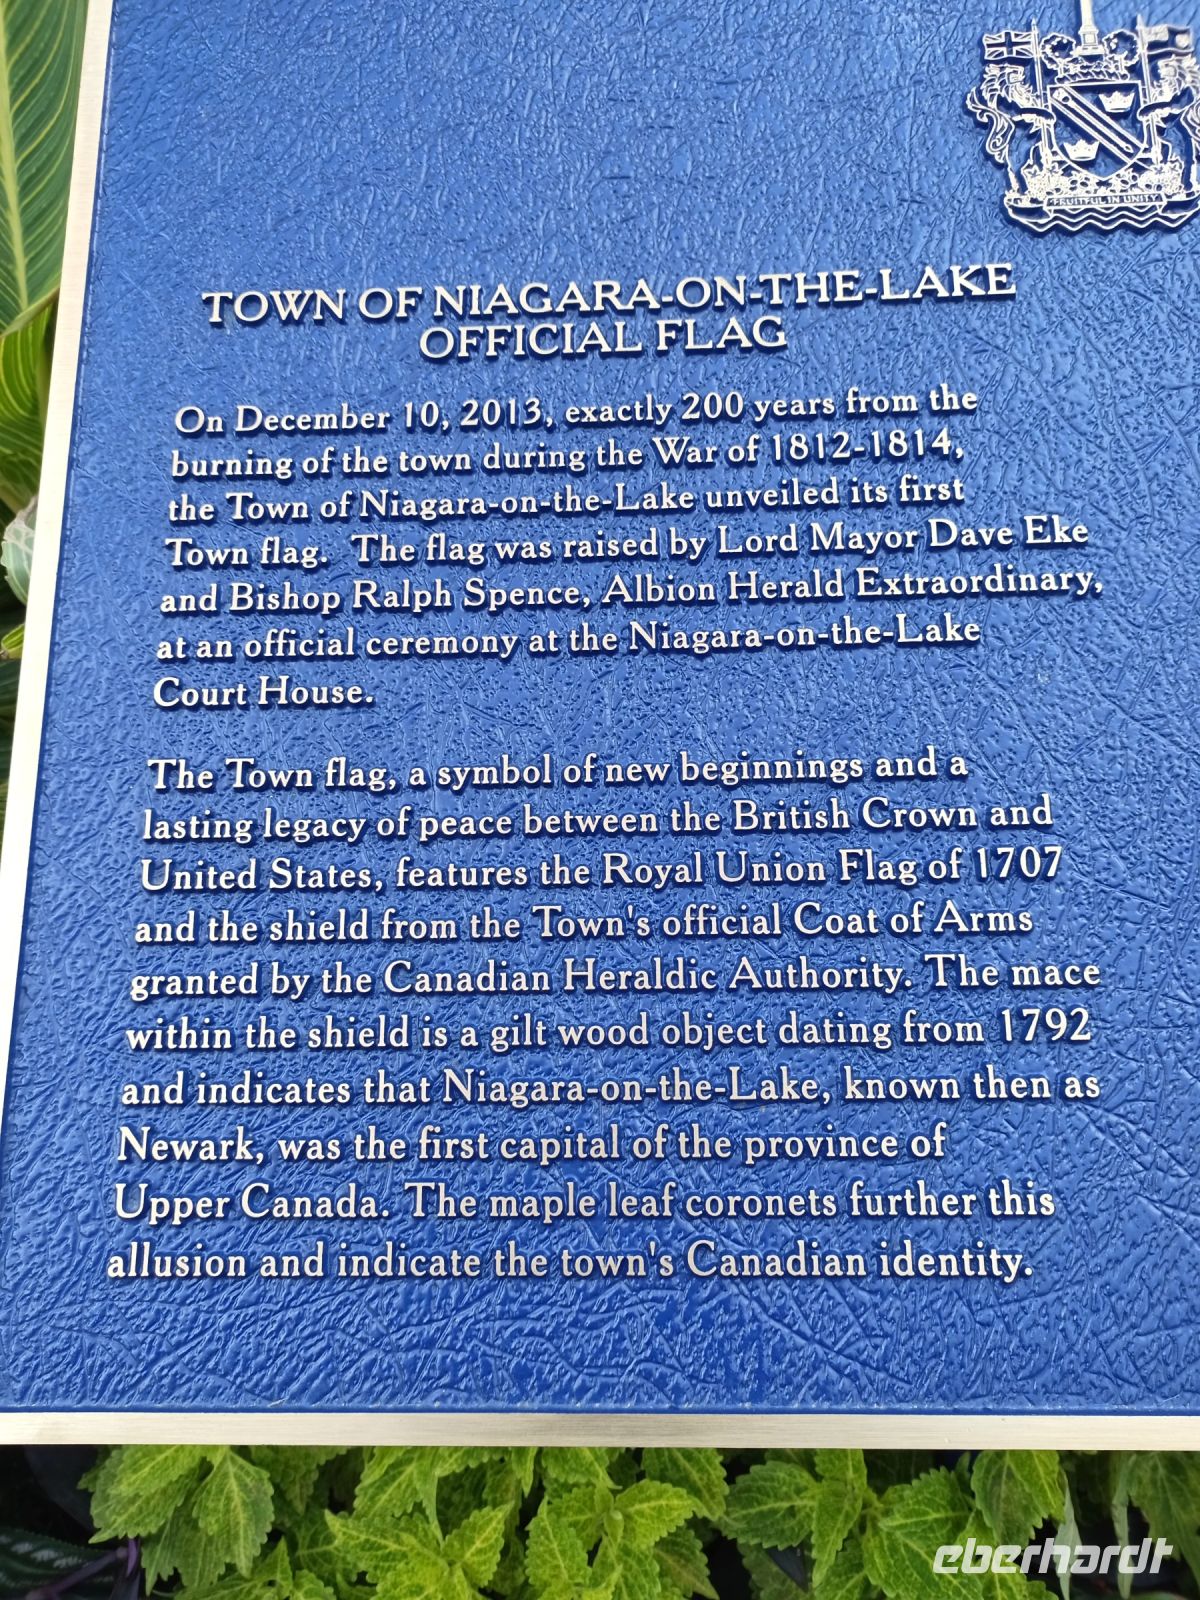 FRUITFUL IN UNITY
TOWN OF NIAGARA-ON-THE-LAKE
OFFICIAL FLAG
On December 10, 2013, exactly 200 years from the
burning of the town during the War of 1812-1814,
the Town of Niagara-on-the-Lake unveiled its first
Town flag. The flag was raised by Lord Mayor Dave Eke
and Bishop Ralph Spence, Albion Herald Extraordinary,
at an official ceremony at the Niagara-on-the-Lake
Court House.
The Town flag, a symbol of new beginnings and a
lasting legacy of peace between the British Crown and
United States, features the Royal Union Flag of 1707
and the shield from the Town's official Coat of Arms
granted by the Canadian Heraldic Authority. The mace
within the shield is a gilt wood object dating from 1792
and indicates that Niagara-on-the-Lake, known then as
Newark, was the first capital of the province of
Upper Canada. The maple leaf coronets further this
allusion and indicate the town's Canadian identity.
eberhardt